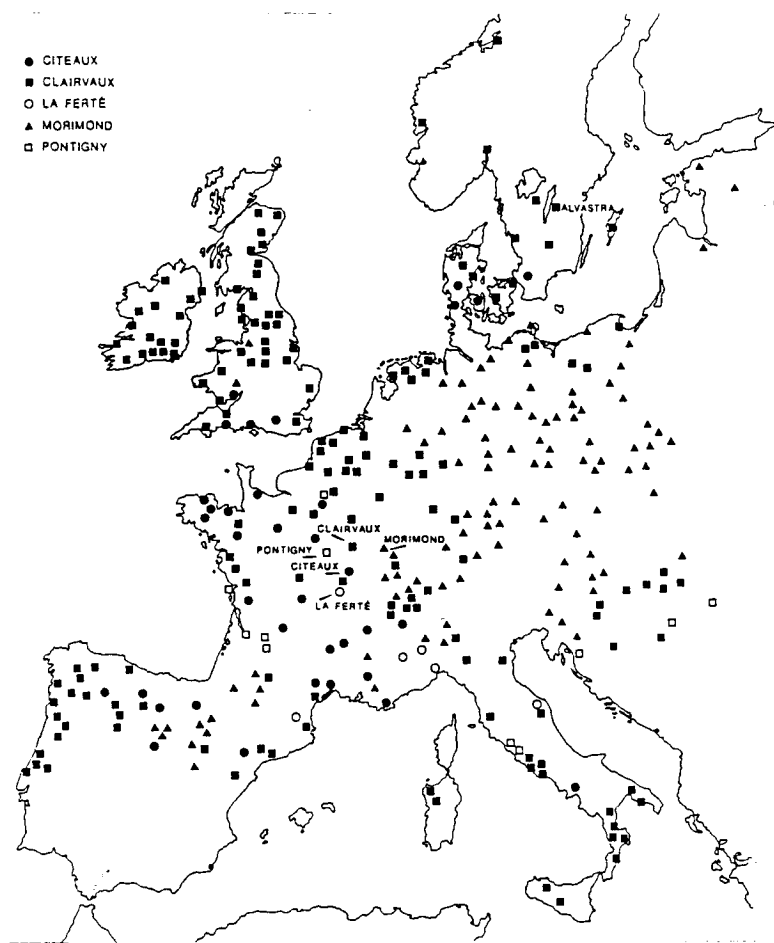 CITEAUX
CLAIRVAUX
LA FERTÉ
MORIMOND
PONTIGNY
ALVASTRA
CLAIRVAUX
MORIMOND
PONTIGNY
CITEAUX
LA FERTÉ